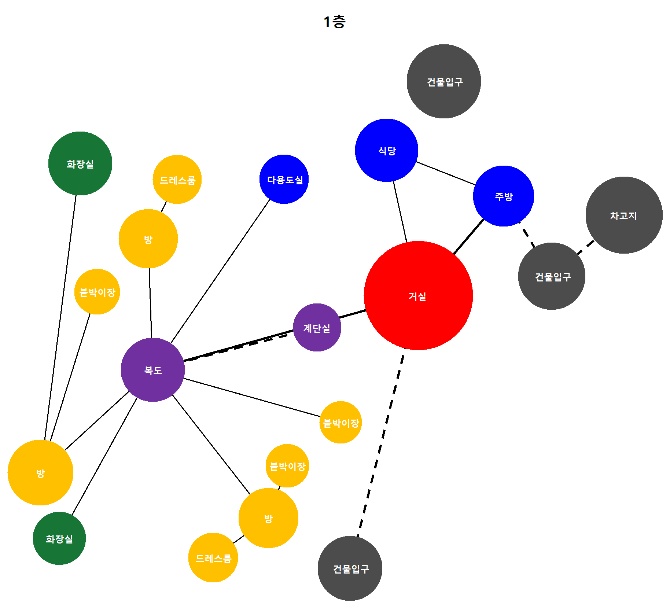 1층
건물입구
식당
화장실
드레스룸
다용도실
주방
차고지
방
건물입구
붙박이장
거실
계단실
복도
붙박이장
붙박이장
방
방
화장실
드레스룸
건물입구